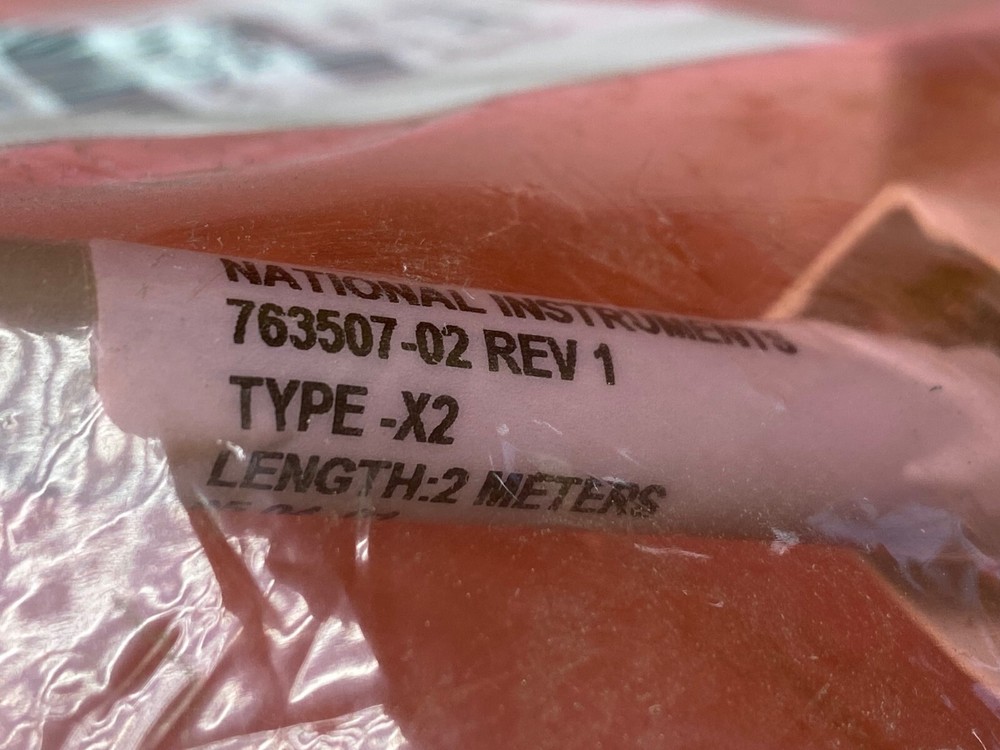 NATIONAL INSTRUMENTS
763507-02 REV 1
TYPE -X2
LENGTH:2 METERS